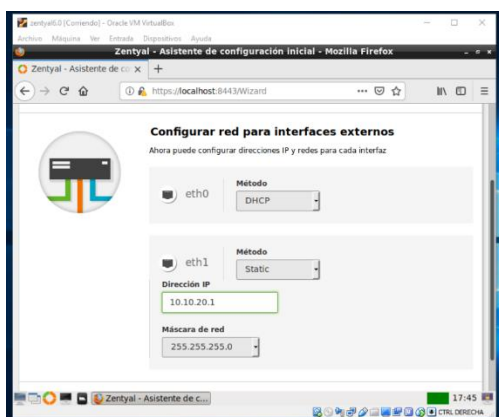 zentyal6.0 [Corriendo] - Oracle VM VirtualBox
Archivo Máquina Ver Entrada Dispositivos Ayuda
Zentyal - Asistente de configuración inicial - Mozilla Firefox
Zentyal - Asistente de co
https://localhost:8443/Wizard
Configurar red para interfaces externos
Ahora puede configurar direcciones IP y redes para cada interfaz
eth0
Método
DHCP
eth1
Método
Static
Dirección IP
10.10.20.1
Máscara de red
255.255.255.0
Zentyal - Asistente de c...
17:45
CTRL DERECHA